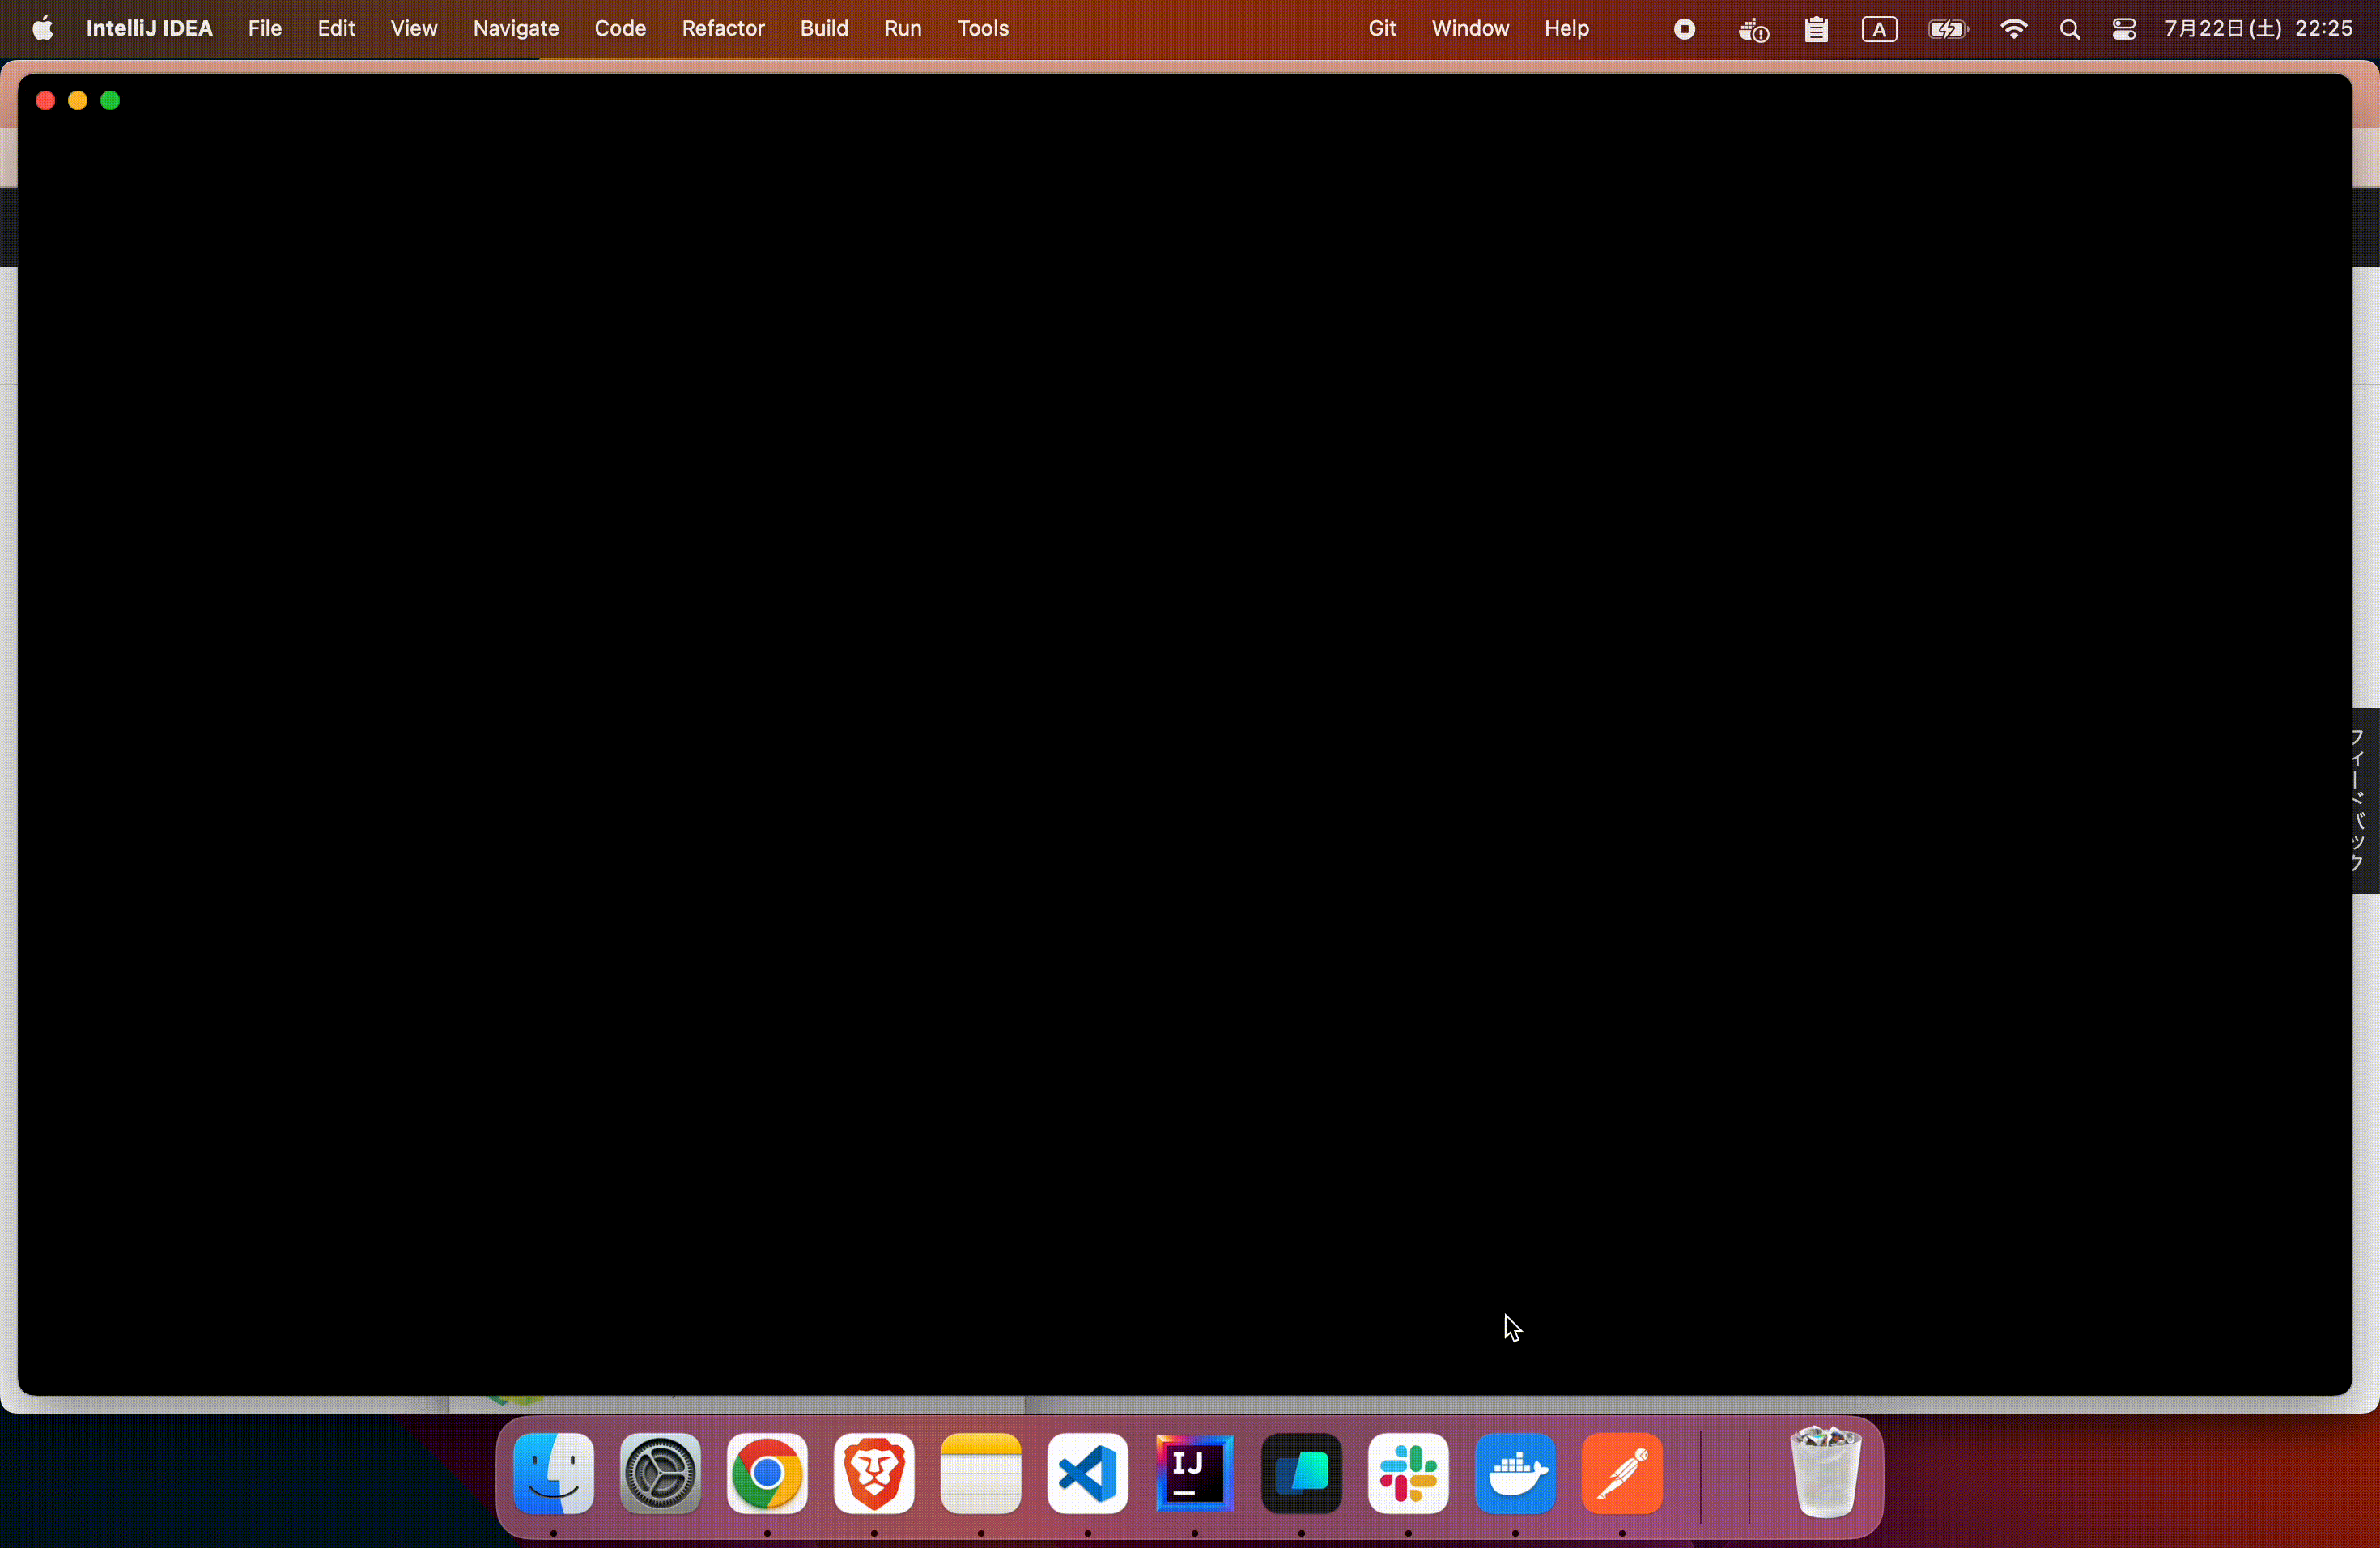 IntelliJ IDEA File Edit View Navigate Code Refactor Build Run Tools Git Window Help A 7月22日(土) 22:25
フィードバック
IJ